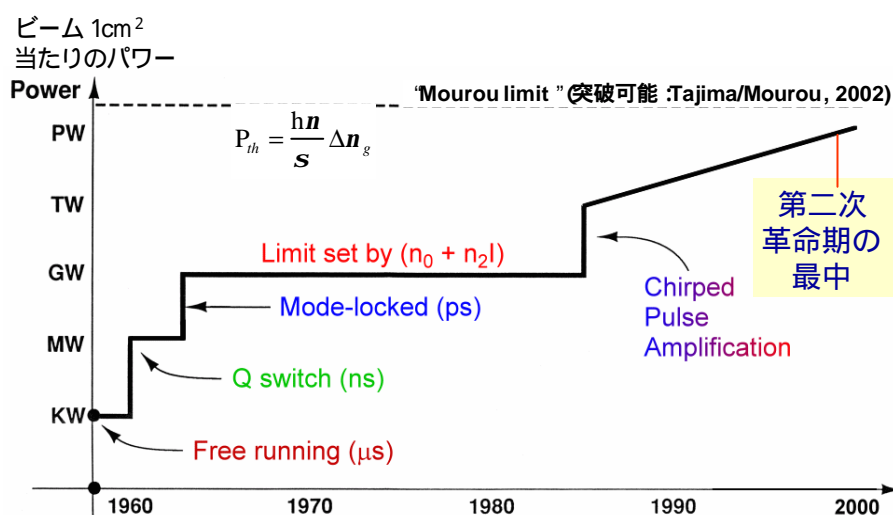 ビーム 1cm²
当たりのパワー
Power
"Mourou limit " (突破可能 :Tajima/Mourou, 2002)
PW
P_th = hn/s Δn_g
TW
第二次
革命期の
最中
Limit set by (n₀ + n₂I)
GW
Chirped
Pulse
Amplification
Mode-locked (ps)
MW
Q switch (ns)
KW
Free running (μs)
1960 1970 1980 1990 2000